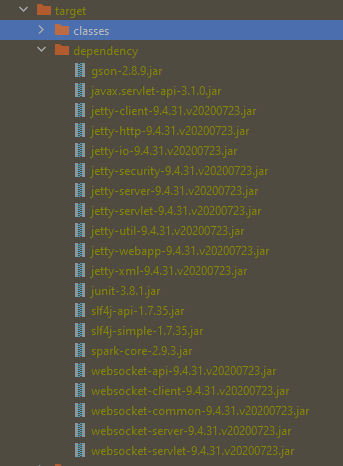 target
classes
dependency
gson-2.8.9.jar
javax.servlet-api-3.1.0.jar
jetty-client-9.4.31.v20200723.jar
jetty-http-9.4.31.v20200723.jar
jetty-io-9.4.31.v20200723.jar
jetty-security-9.4.31.v20200723.jar
jetty-server-9.4.31.v20200723.jar
jetty-servlet-9.4.31.v20200723.jar
jetty-util-9.4.31.v20200723.jar
jetty-webapp-9.4.31.v20200723.jar
jetty-xml-9.4.31.v20200723.jar
junit-3.8.1.jar
slf4j-api-1.7.35.jar
slf4j-simple-1.7.35.jar
spark-core-2.9.3.jar
websocket-api-9.4.31.v20200723.jar
websocket-client-9.4.31.v20200723.jar
websocket-common-9.4.31.v20200723.jar
websocket-server-9.4.31.v20200723.jar
websocket-servlet-9.4.31.v20200723.jar